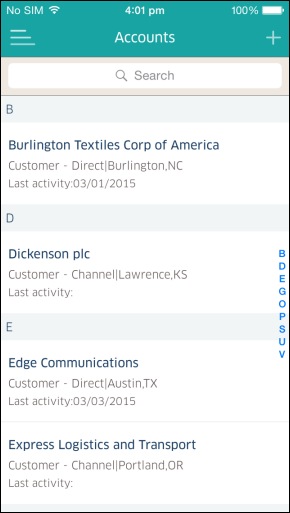 No SIM 4:01 pm 100%
Accounts
Search
B
Burlington Textiles Corp of America
Customer - Direct|Burlington,NC
Last activity:03/01/2015
D
Dickenson plc
Customer - Channel|Lawrence,KS
Last activity:
E
Edge Communications
Customer - Direct|Austin,TX
Last activity:03/03/2015
Express Logistics and Transport
Customer - Channel|Portland,OR
Last activity:
B
D
E
G
O
P
S
U
V